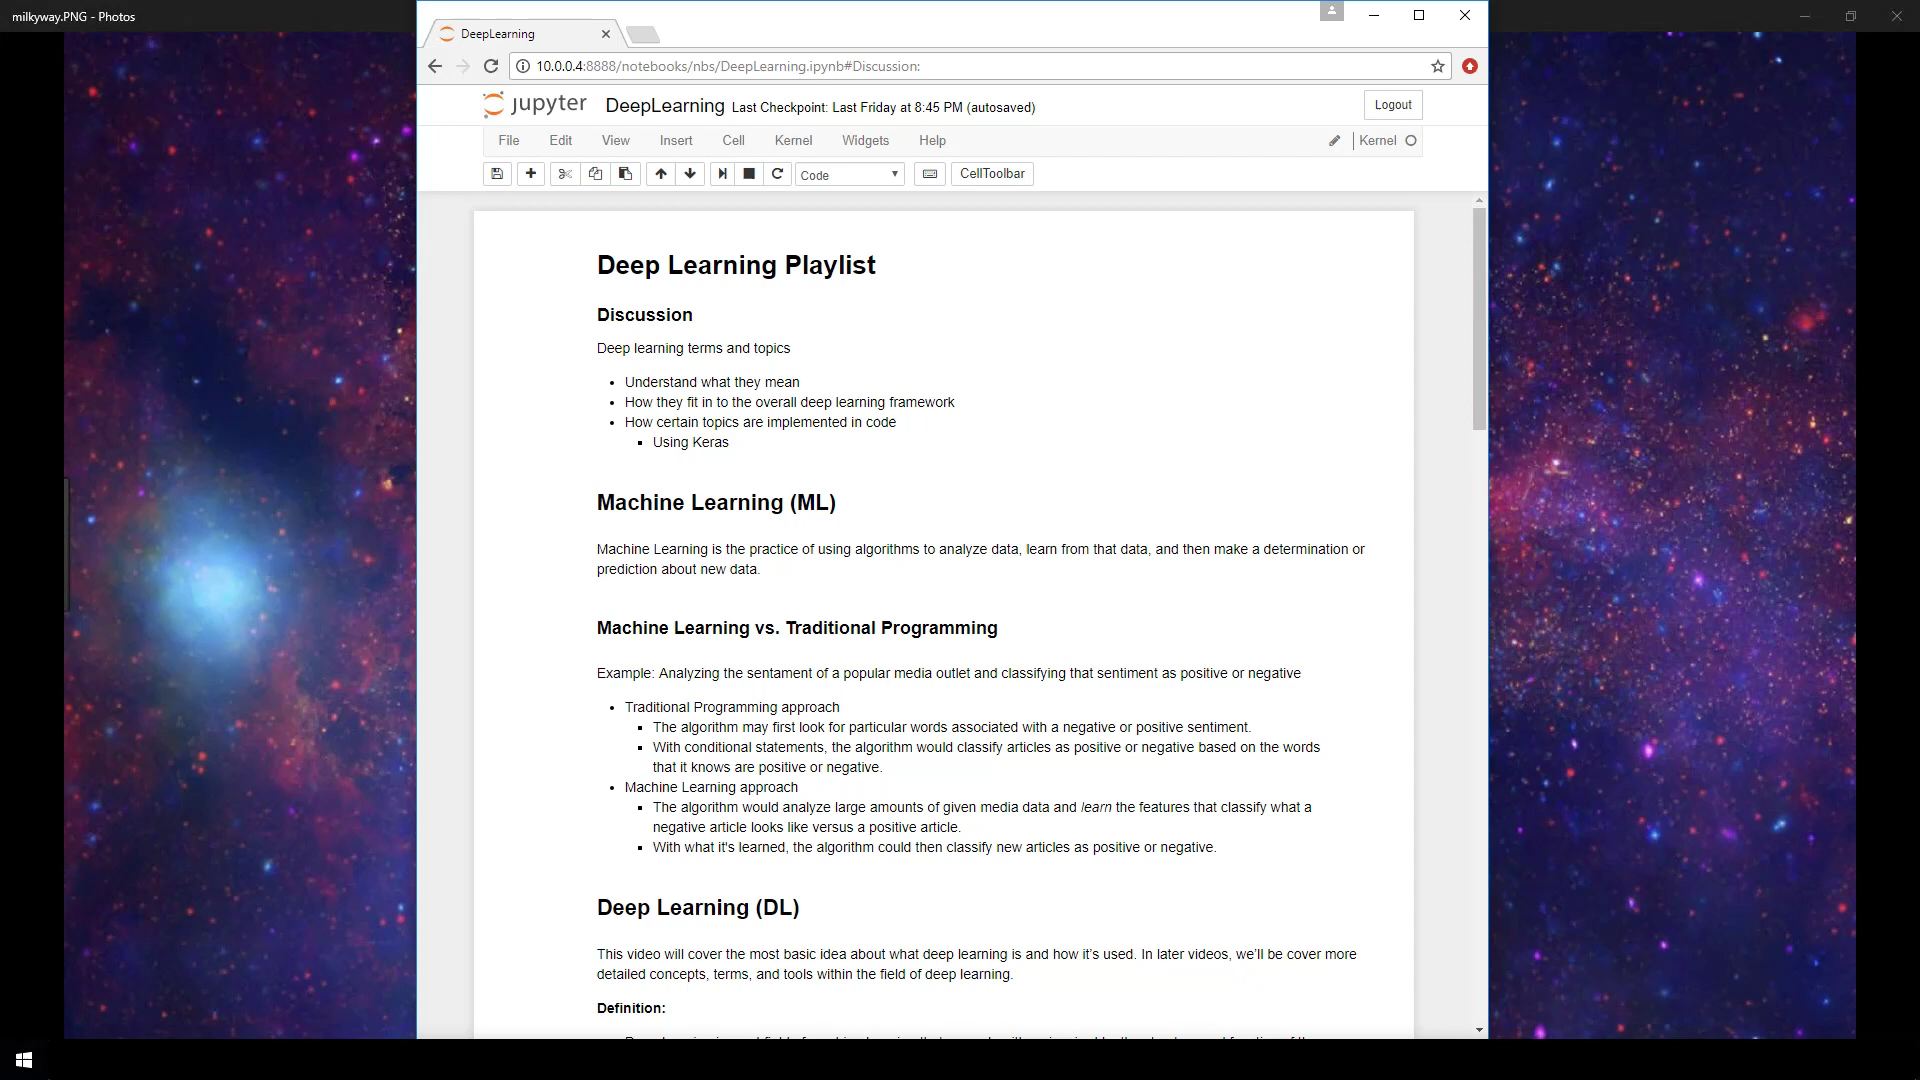 milkyway.PNG - Photos
DeepLearning
10.0.0.4:8888/notebooks/nbs/DeepLearning.ipynb#Discussion:
jupyter DeepLearning Last Checkpoint: Last Friday at 8:45 PM (autosaved)
Logout
File Edit View Insert Cell Kernel Widgets Help
Kernel
Code
CellToolbar
Deep Learning Playlist
Discussion
Deep learning terms and topics
• Understand what they mean
• How they fit in to the overall deep learning framework
• How certain topics are implemented in code
▪ Using Keras
Machine Learning (ML)
Machine Learning is the practice of using algorithms to analyze data, learn from that data, and then make a determination or
prediction about new data.
Machine Learning vs. Traditional Programming
Example: Analyzing the sentament of a popular media outlet and classifying that sentiment as positive or negative
• Traditional Programming approach
▪ The algorithm may first look for particular words associated with a negative or positive sentiment.
▪ With conditional statements, the algorithm would classify articles as positive or negative based on the words
that it knows are positive or negative.
• Machine Learning approach
▪ The algorithm would analyze large amounts of given media data and learn the features that classify what a
negative article looks like versus a positive article.
▪ With what it's learned, the algorithm could then classify new articles as positive or negative.
Deep Learning (DL)
This video will cover the most basic idea about what deep learning is and how it's used. In later videos, we'll be cover more
detailed concepts, terms, and tools within the field of deep learning.
Definition: